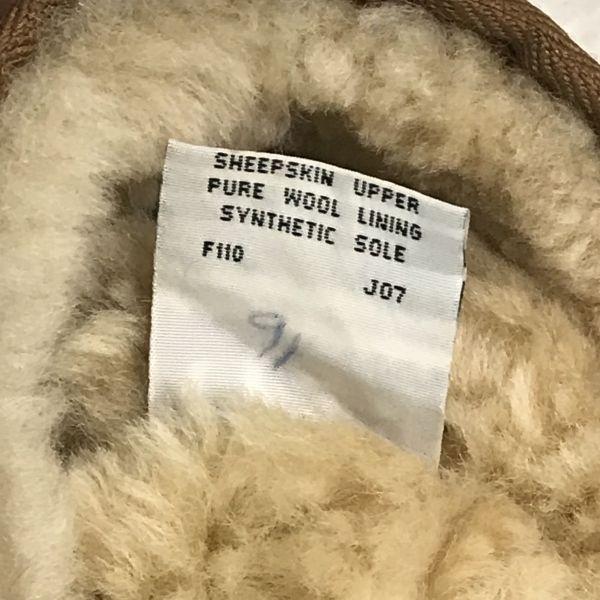 SHEEPSKIN UPPER
PURE WOOL LINING
SYNTHETIC SOLE
F110
J07
91